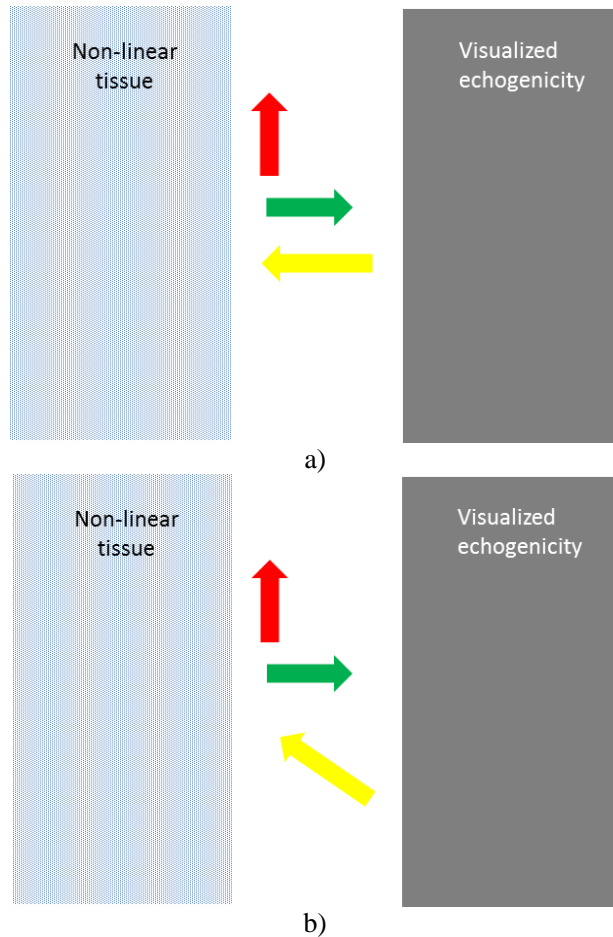 Non-linear
tissue
Visualized
echogenicity
a)
Non-linear
tissue
Visualized
echogenicity
b)